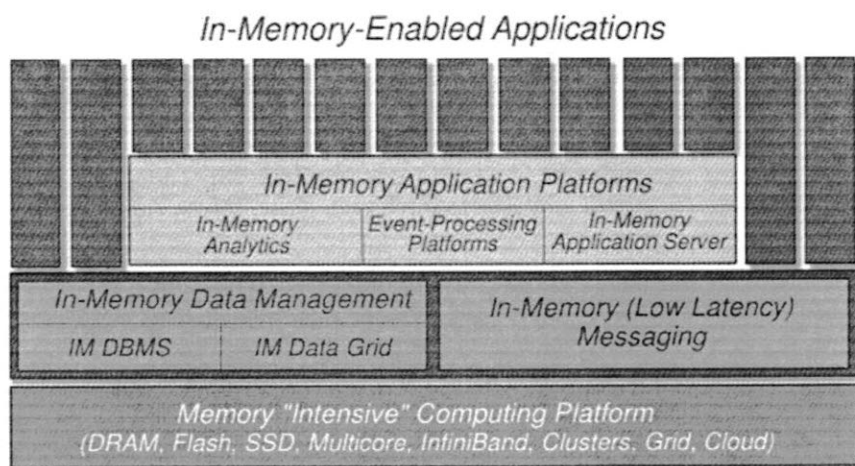 In-Memory-Enabled Applications
In-Memory Application Platforms
In-Memory
Analytics
Event-Processing
Platforms
In-Memory
Application Server
In-Memory Data Management
IM DBMS
IM Data Grid
In-Memory (Low Latency)
Messaging
Memory "Intensive" Computing Platform
(DRAM, Flash, SSD, Multicore, InfiniBand, Clusters, Grid, Cloud)